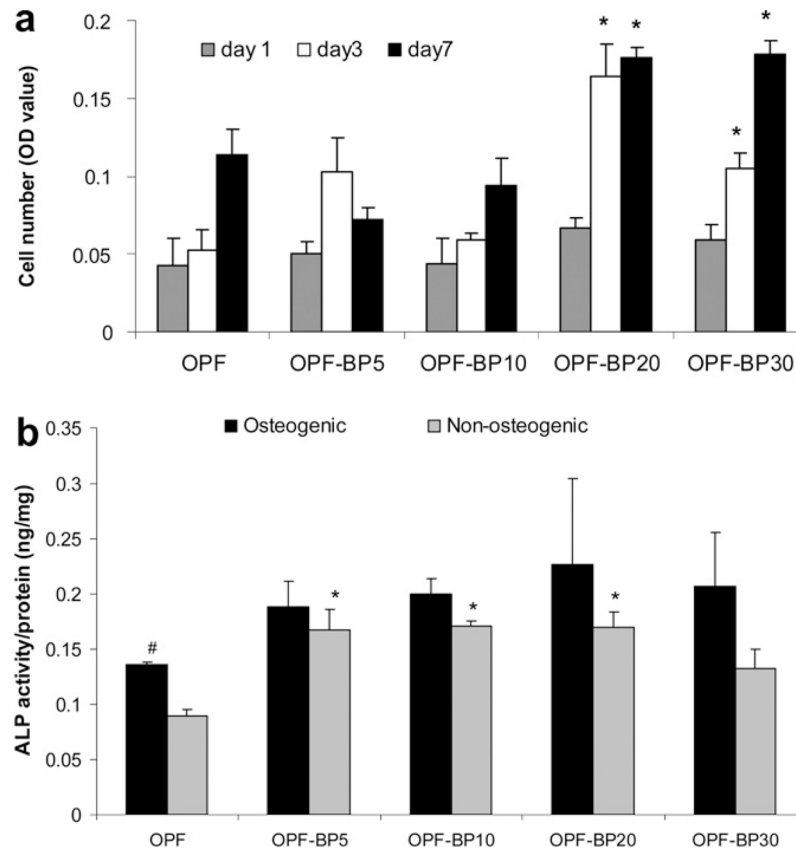 a
Cell number (OD value)
0.2
0.15
0.1
0.05
0
day 1 day3 day7
* * * *
OPF OPF-BP5 OPF-BP10 OPF-BP20 OPF-BP30
b
ALP activity/protein (ng/mg)
0.35
0.3
0.25
0.2
0.15
0.1
0.05
0
Osteogenic Non-osteogenic
# * * *
OPF OPF-BP5 OPF-BP10 OPF-BP20 OPF-BP30